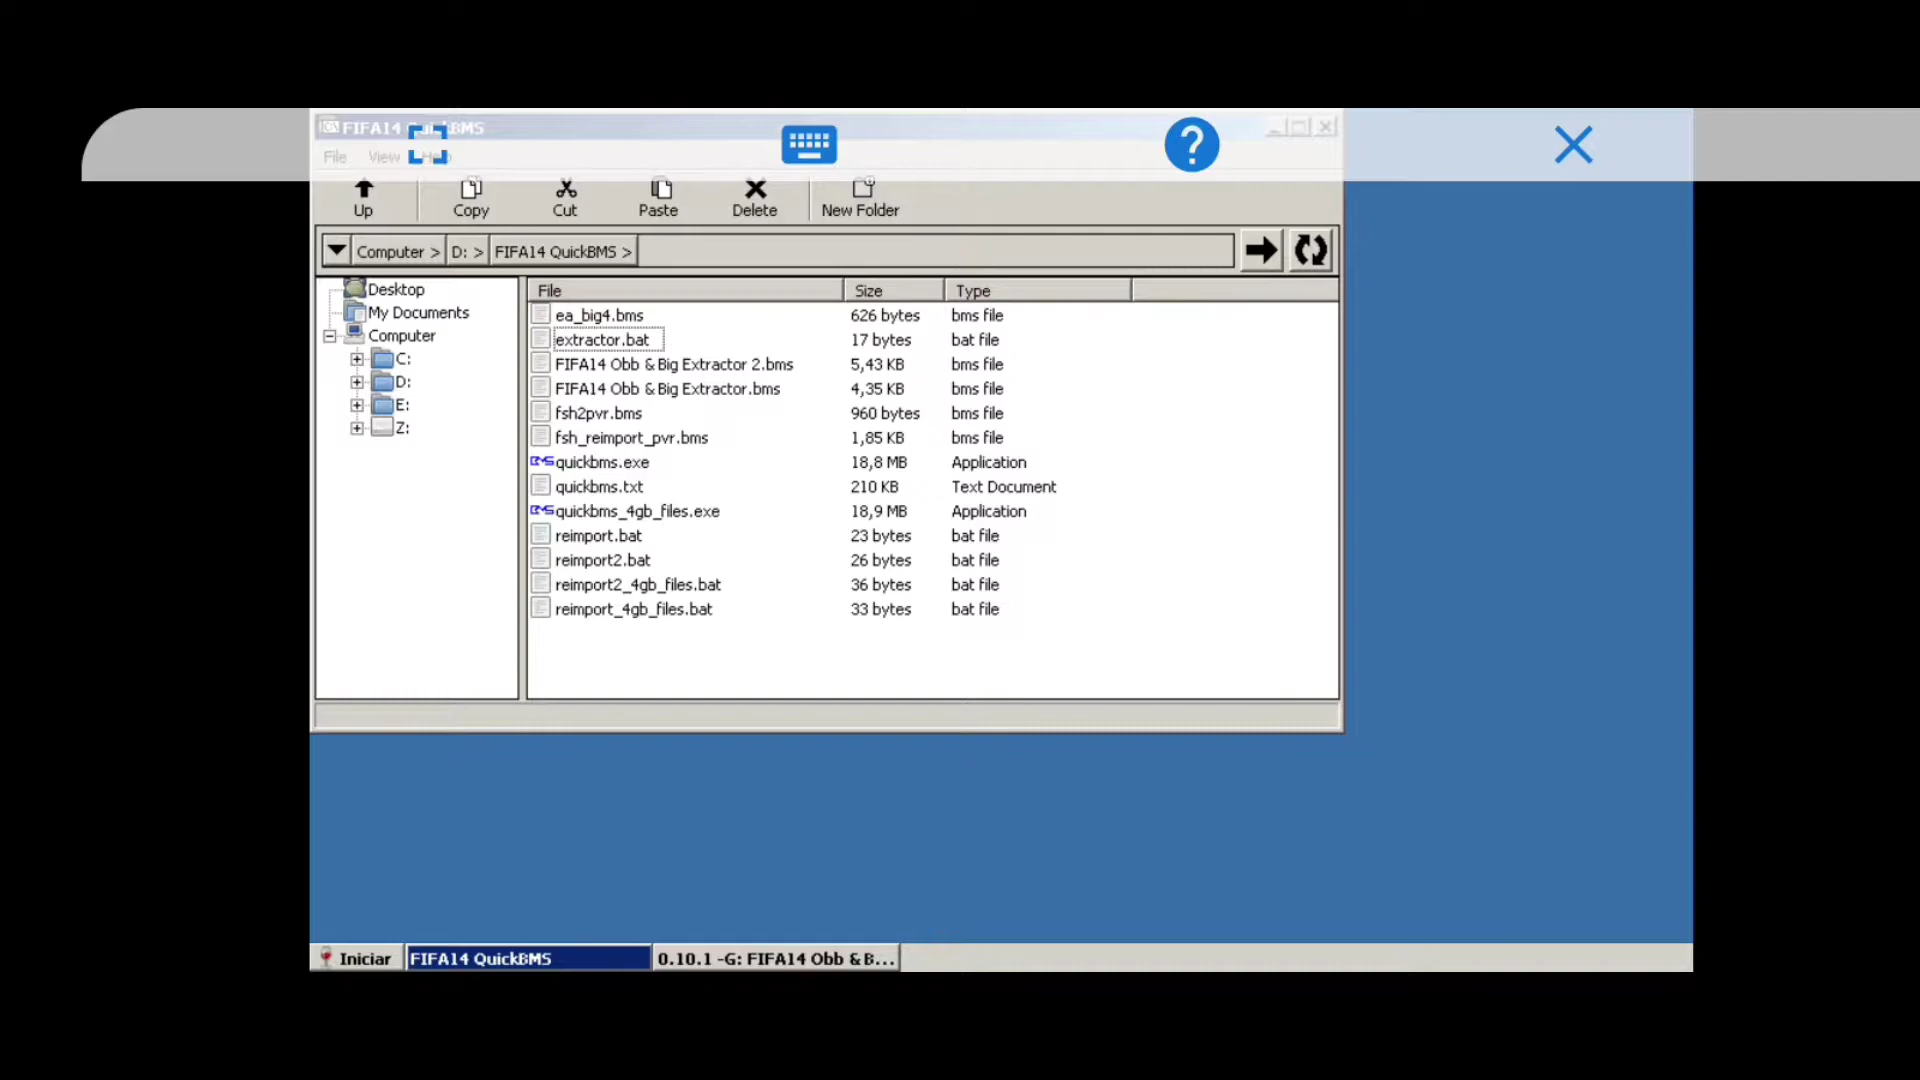 FIFA14 QuickBMS
File View Help
Up Copy Cut Paste Delete New Folder
Computer > D: > FIFA14 QuickBMS >
Desktop
My Documents
Computer
C:
D:
E:
Z:
File Size Type
ea_big4.bms 626 bytes bms file
extractor.bat 17 bytes bat file
FIFA14 Obb & Big Extractor 2.bms 5,43 KB bms file
FIFA14 Obb & Big Extractor.bms 4,35 KB bms file
fsh2pvr.bms 960 bytes bms file
fsh_reimport_pvr.bms 1,85 KB bms file
quickbms.exe 18,8 MB Application
quickbms.txt 210 KB Text Document
quickbms_4gb_files.exe 18,9 MB Application
reimport.bat 23 bytes bat file
reimport2.bat 26 bytes bat file
reimport2_4gb_files.bat 36 bytes bat file
reimport_4gb_files.bat 33 bytes bat file
Iniciar FIFA14 QuickBMS 0.10.1 -G: FIFA14 Obb & B...